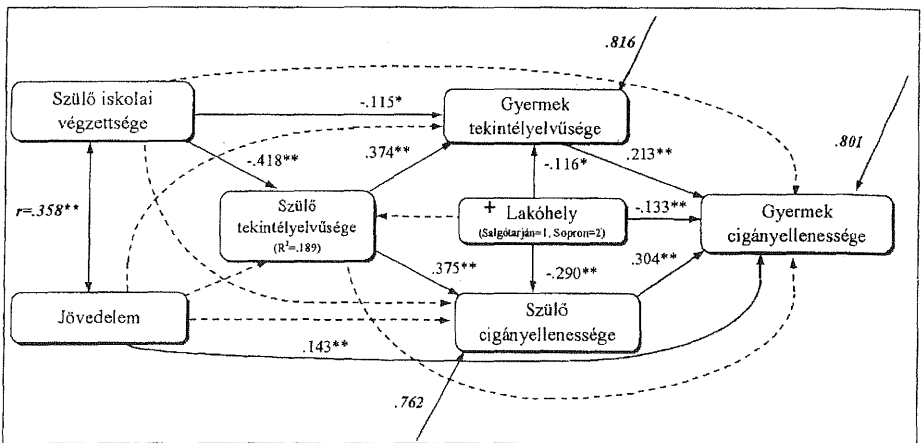 .816
Szülő iskolai
végzettsége
-.115*
Gyermek
tekintélyelvűsége
.801
-.418**
.374**
-.116*
.213**
r=.358**
Szülő
tekintélyelvűsége
(R²=.189)
+ Lakóhely
(Salgótarján=1, Sopron=2)
-.133**
Gyermek
cigányellenessége
.375**
-.290**
.304**
Jövedelem
Szülő
cigányellenessége
.143**
.762